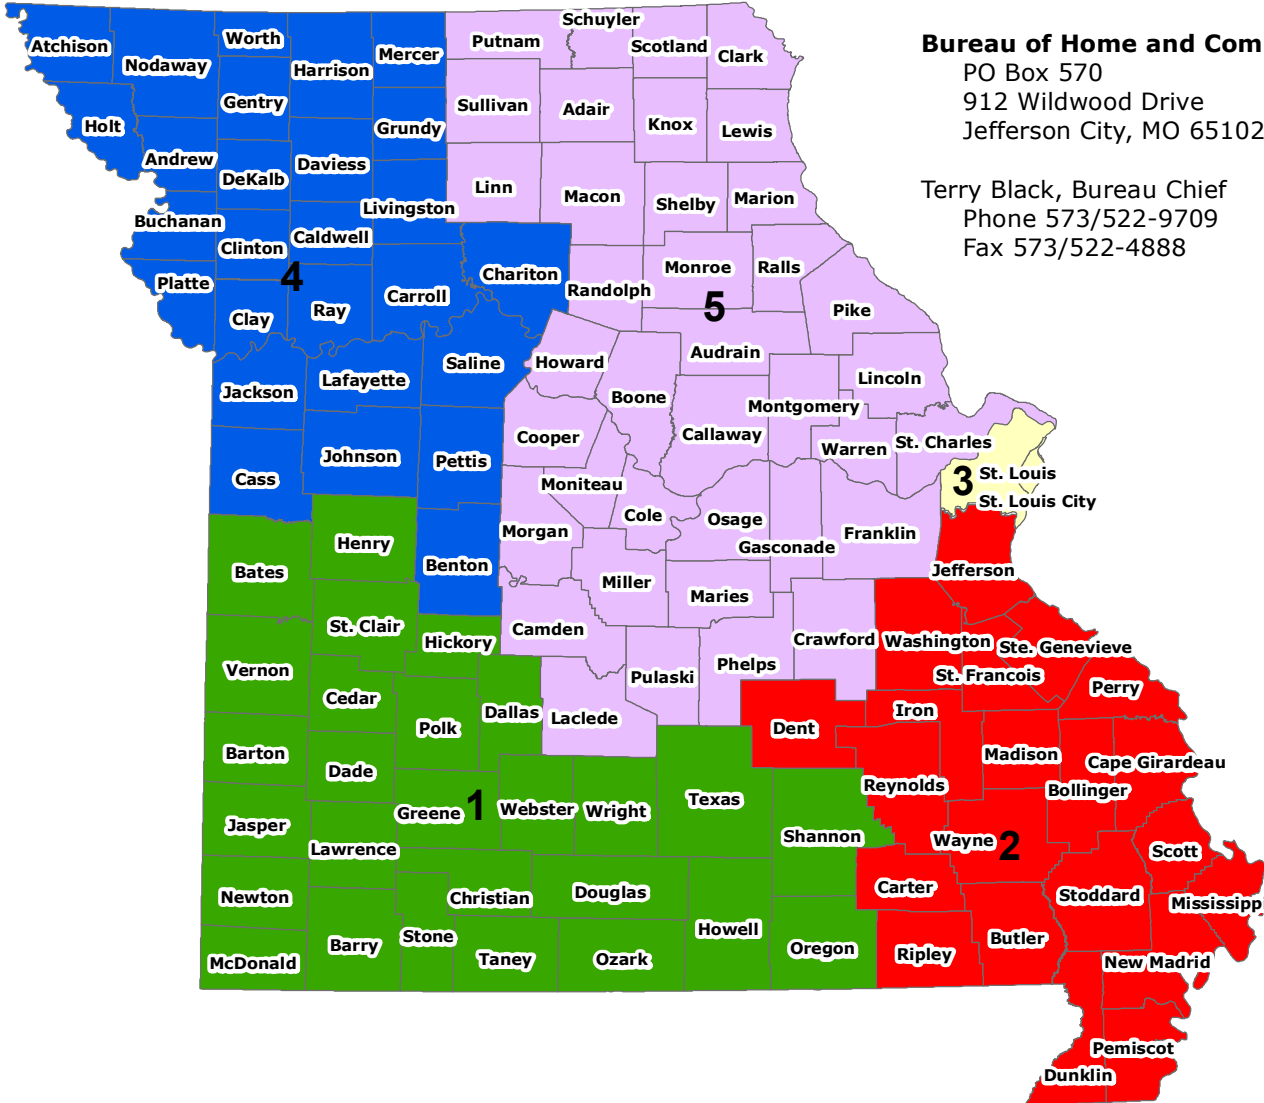 Bureau of Home and Com
PO Box 570
912 Wildwood Drive
Jefferson City, MO 65102
Terry Black, Bureau Chief
Phone 573/522-9709
Fax 573/522-4888
Atchison
Nodaway
Worth
Harrison
Mercer
Putnam
Schuyler
Scotland
Clark
Holt
Gentry
Grundy
Sullivan
Adair
Knox
Lewis
Andrew
DeKalb
Daviess
Livingston
Linn
Macon
Shelby
Marion
Buchanan
Clinton
Caldwell
4
Platte
Clay
Ray
Carroll
Chariton
Randolph
Monroe
Ralls
5
Pike
Audrain
Jackson
Lafayette
Saline
Howard
Boone
Montgomery
Lincoln
Cass
Johnson
Pettis
Cooper
Callaway
Warren
St. Charles
Moniteau
3
St. Louis
St. Louis City
Bates
Henry
Benton
Morgan
Cole
Osage
Gasconade
Franklin
Jefferson
Miller
Maries
St. Clair
Hickory
Camden
Crawford
Washington
Ste. Genevieve
Vernon
Cedar
Pulaski
Phelps
St. Francois
Perry
Polk
Dallas
Laclede
Dent
Iron
Madison
Cape Girardeau
Barton
Dade
Reynolds
Bollinger
Jasper
Greene
1
Webster
Wright
Texas
Shannon
Wayne
2
Scott
Lawrence
Newton
Christian
Douglas
Carter
Stoddard
Mississipp
McDonald
Barry
Stone
Taney
Ozark
Howell
Oregon
Ripley
Butler
New Madrid
Pemiscot
Dunklin